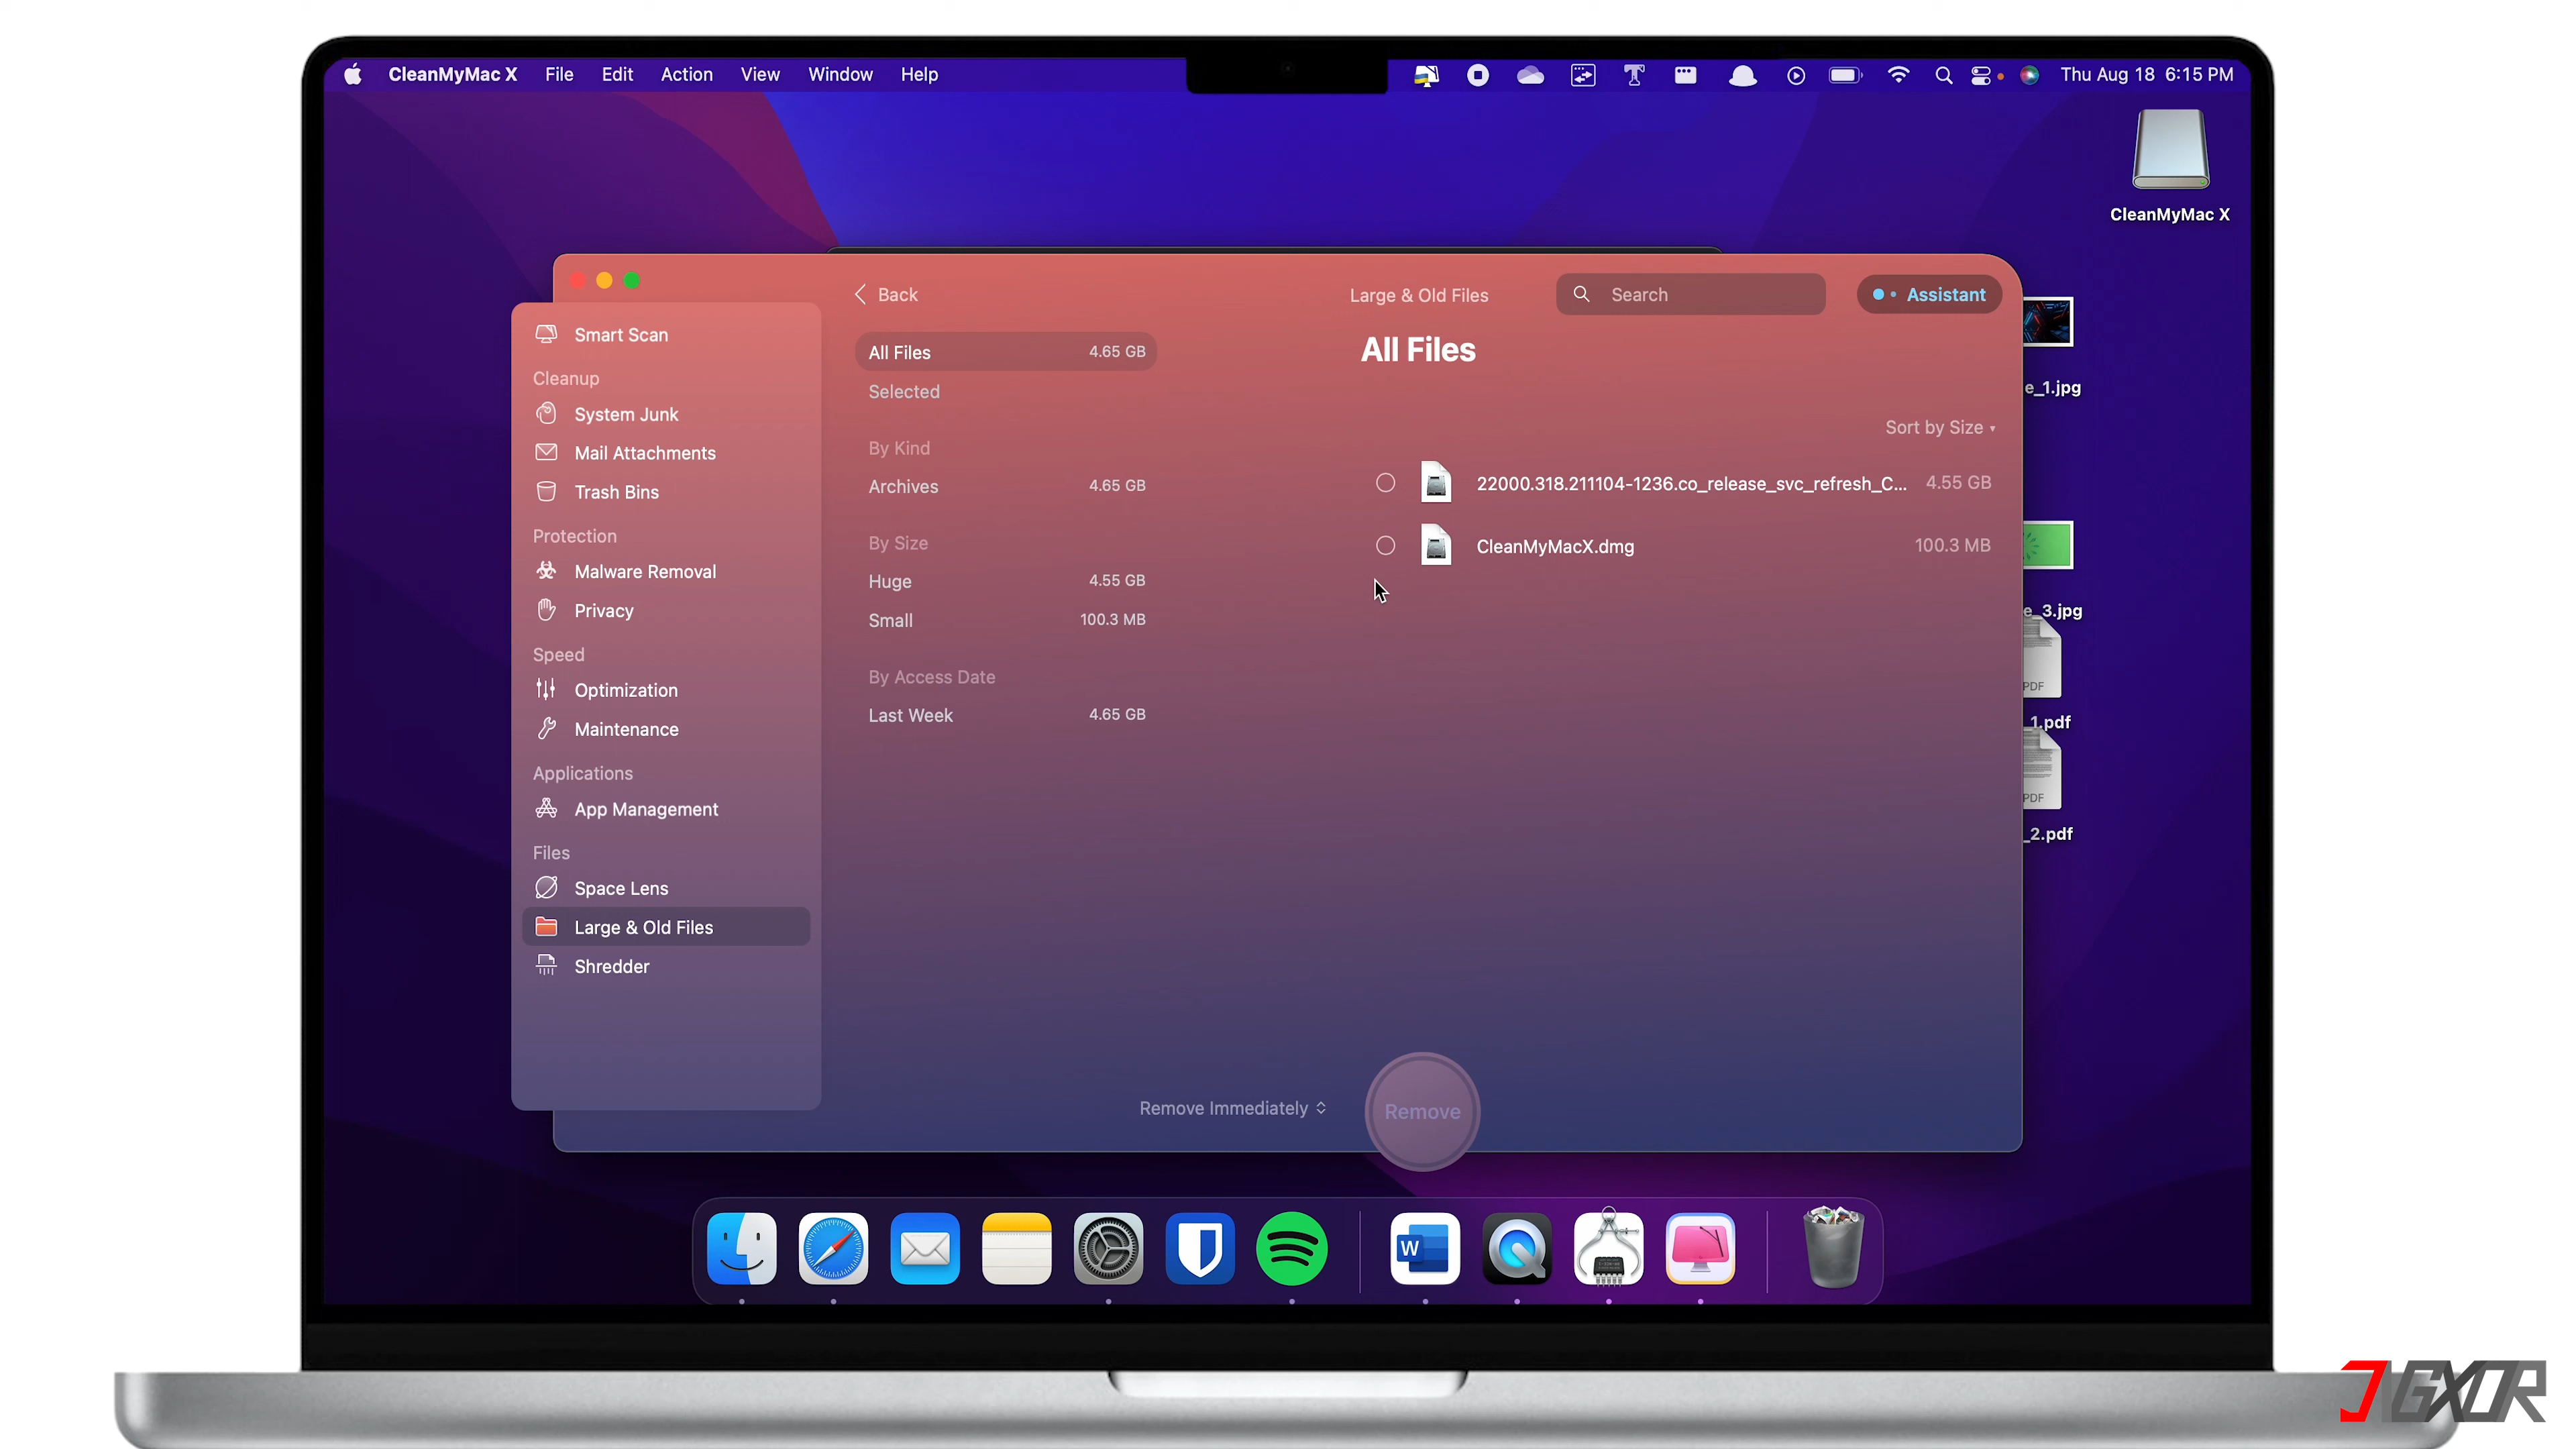 CleanMyMac X File Edit Action View Window Help
Thu Aug 18 6:15 PM
CleanMyMac X
Back
Large & Old Files
Search
Assistant
Smart Scan
Cleanup
System Junk
Mail Attachments
Trash Bins
Protection
Malware Removal
Privacy
Speed
Optimization
Maintenance
Applications
App Management
Files
Space Lens
Large & Old Files
Shredder
All Files 4.65 GB
Selected
By Kind
Archives 4.65 GB
By Size
Huge 4.55 GB
Small 100.3 MB
By Access Date
Last Week 4.65 GB
All Files
Sort by Size
22000.318.211104-1236.co_release_svc_refresh_C... 4.55 GB
CleanMyMacX.dmg 100.3 MB
Remove Immediately
Remove
e_1.jpg
e_3.jpg
PDF
_1.pdf
PDF
_2.pdf
W
JIGXOR